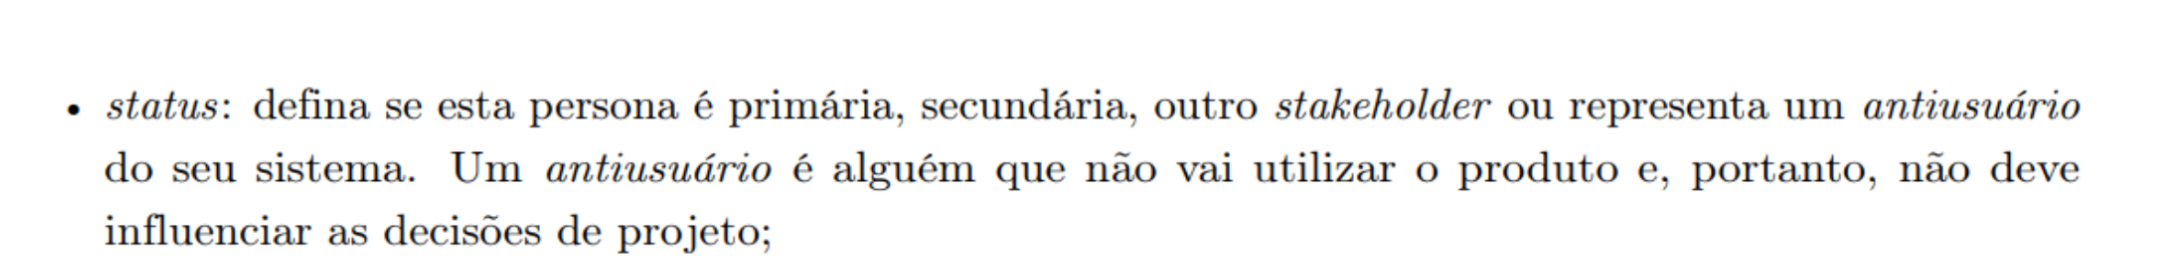 • status: defina se esta persona é primária, secundária, outro stakeholder ou representa um antiusuário
do seu sistema. Um antiusuário é alguém que não vai utilizar o produto e, portanto, não deve
influenciar as decisões de projeto;